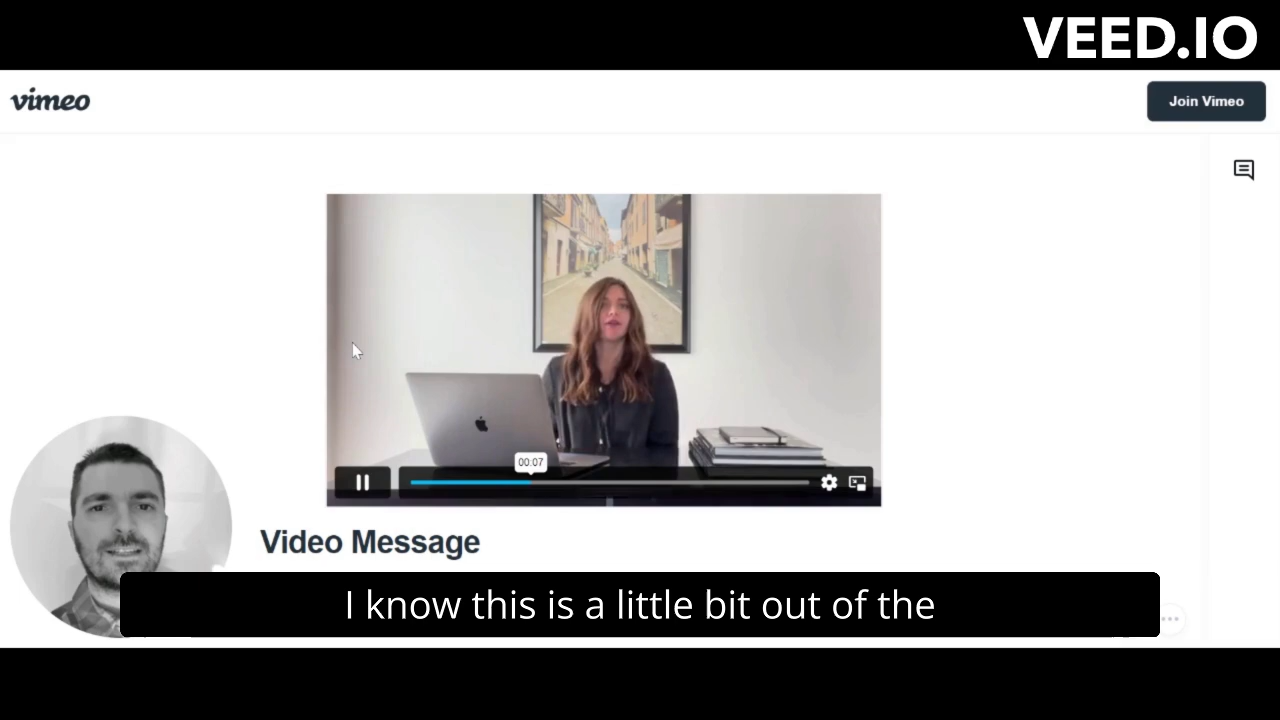 VEED.IO
vimeo
Join Vimeo
00:07
Video Message
I know this is a little bit out of the